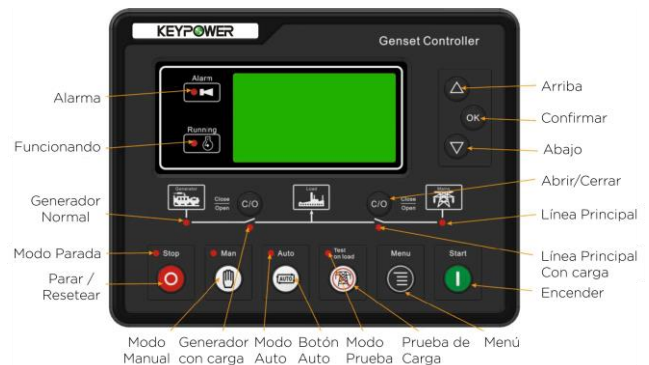 KEYPOWER
Genset Controller
Alarm
Running
Alarma
Funcionando
Generador
Normal
Modo Parada
Parar /
Resetear
Arriba
OK
Confirmar
Abajo
Abrir/Cerrar
Línea Principal
Línea Principal
Con carga
Encender
Generator
Close
Open
C/O
Load
C/O
Close
Open
Mains
Stop
Man
Auto
Test
on load
Menu
Start
AUTO
Modo
Manual
Generador
con carga
Modo
Auto
Botón
Auto
Modo
Prueba
Prueba de
Carga
Menú